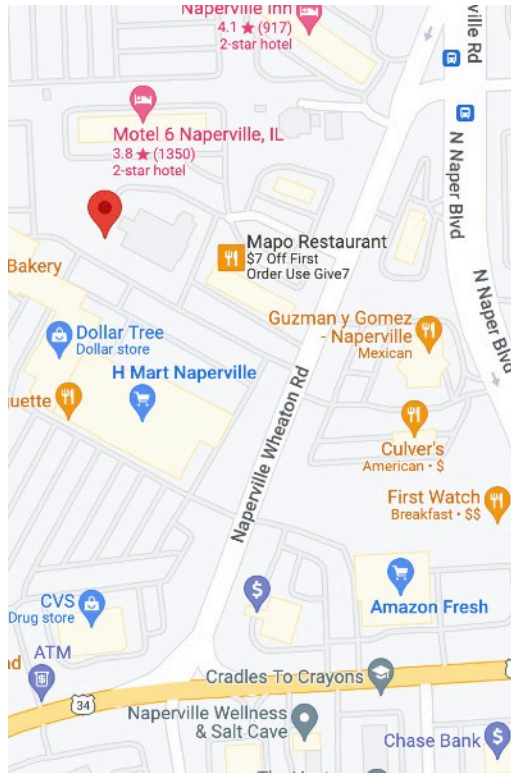 Naperville Inn
4.1 ★ (917)
2-star hotel
ville Rd
Motel 6 Naperville, IL
3.8 ★ (1350)
2-star hotel
N Naper Blvd
Mapo Restaurant
$7 Off First
Order Use Give7
Bakery
N Naper Blvd
Guzman y Gomez
- Naperville
Mexican
Dollar Tree
Dollar store
H Mart Naperville
guette
Naperville Wheaton Rd
Culver's
American • $
First Watch
Breakfast • $$
CVS
Drug store
Amazon Fresh
ATM
34
Cradles To Crayons
Naperville Wellness
& Salt Cave
Chase Bank